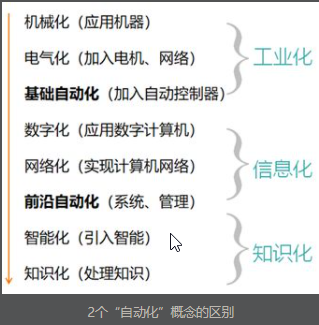 机械化（应用机器）
电气化（加入电机、网络）
基础自动化（加入自动控制器）
工业化
数字化（应用数字计算机）
网络化（实现计算机网络）
前沿自动化（系统、管理）
信息化
智能化（引入智能）
知识化（处理知识）
知识化
2个“自动化”概念的区别